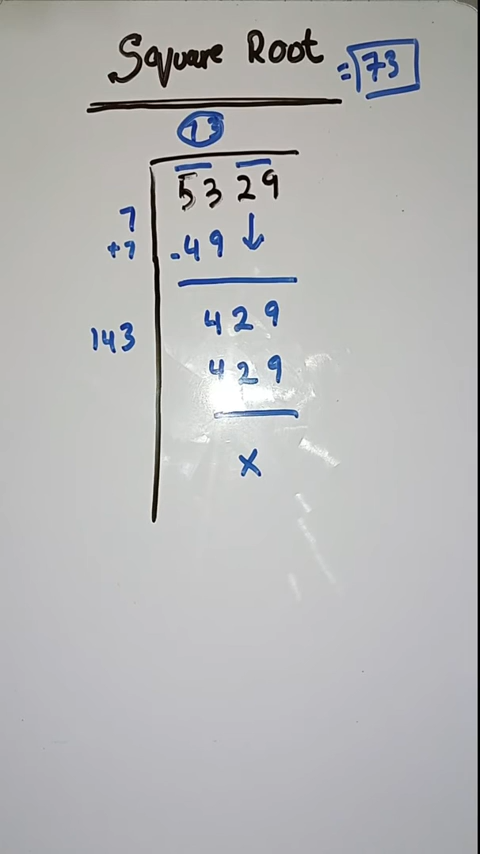 Square Root
= 73
73
53 29
7
+7
- 49 ↓
429
143
429
x